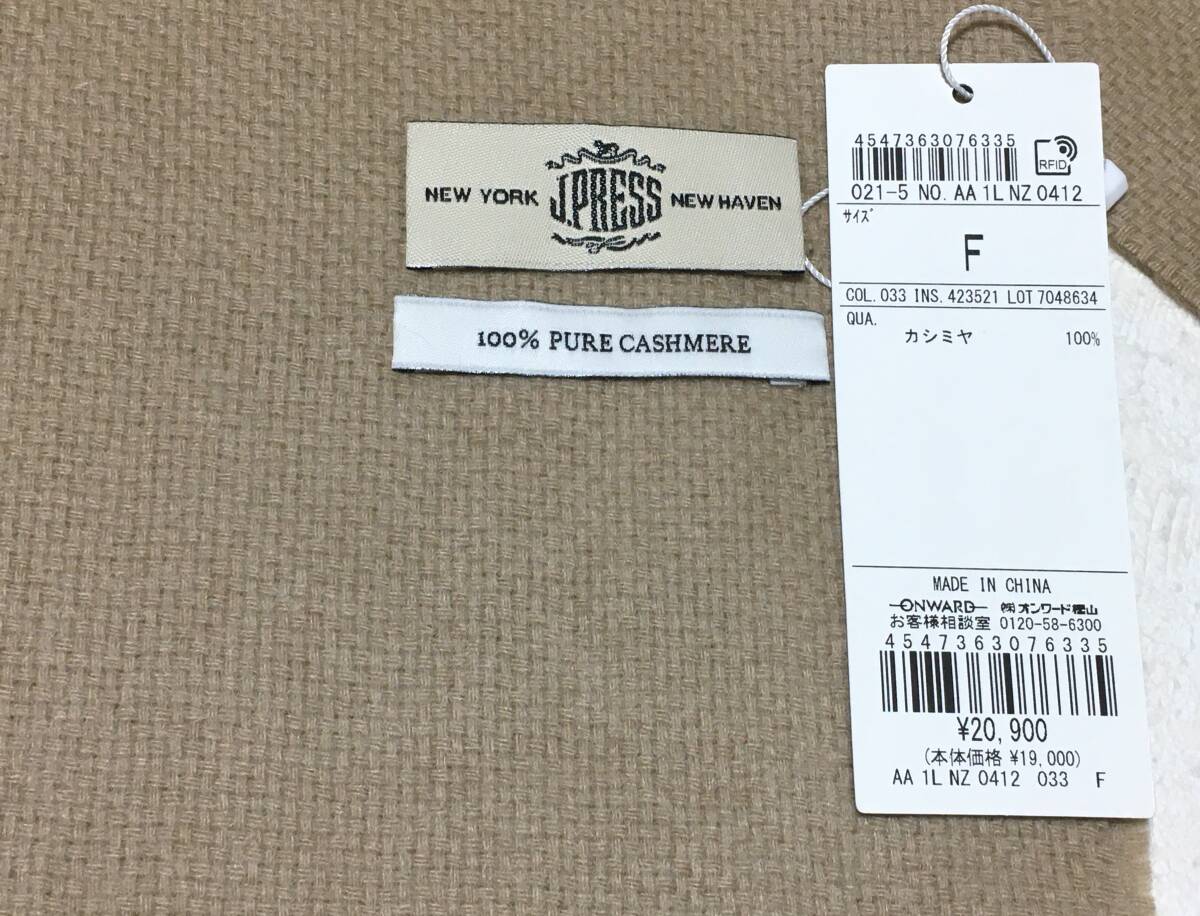 NEW YORK J.PRESS NEW HAVEN
100% PURE CASHMERE
4547363076335
RFID
021-5 NO. AA 1L NZ 0412
ｻｲｽﾞ
F
COL. 033 INS. 423521 LOT 7048634
QUA.
カシミヤ 100%
MADE IN CHINA
ONWARD ㈱オンワード樫山
お客様相談室 0120-58-6300
4547363076335
¥20,900
(本体価格 ¥19,000)
AA 1L NZ 0412 033 F